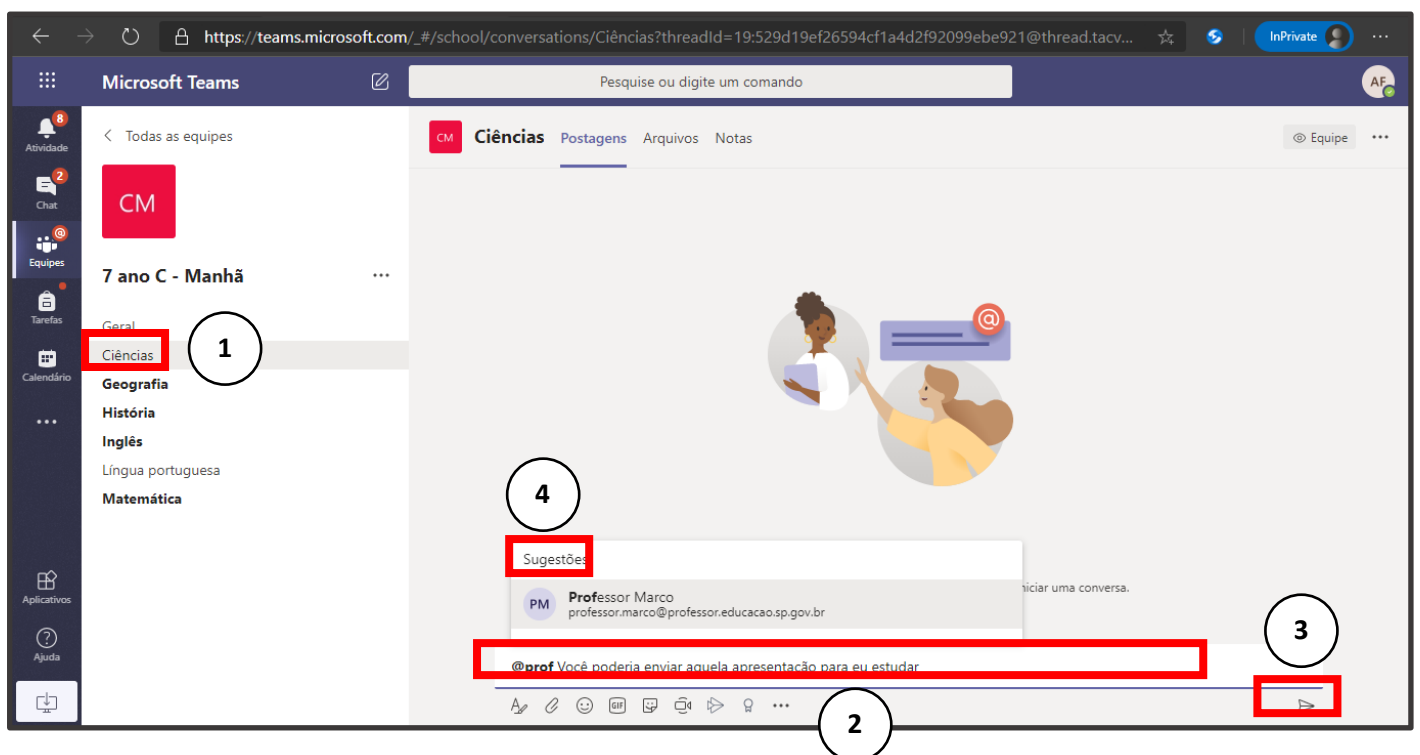 https://teams.microsoft.com/_#/school/conversations/Ciências?threadId=19:529d19ef26594cf1a4d2f92099ebe921@thread.tacv...
InPrivate
Microsoft Teams
Pesquise ou digite um comando
AF
8
Atividade
2
Chat
@
Equipes
Tarefas
Calendário
Aplicativos
Ajuda
Todas as equipes
CM
7 ano C - Manhã
Geral
Ciências
1
Geografia
História
Inglês
Língua portuguesa
Matemática
CM Ciências Postagens Arquivos Notas
Equipe
@
4
Sugestões
PM Professor Marco
professor.marco@professor.educacao.sp.gov.br
iniciar uma conversa.
3
@prof Você poderia enviar aquela apresentação para eu estudar
GIF
2